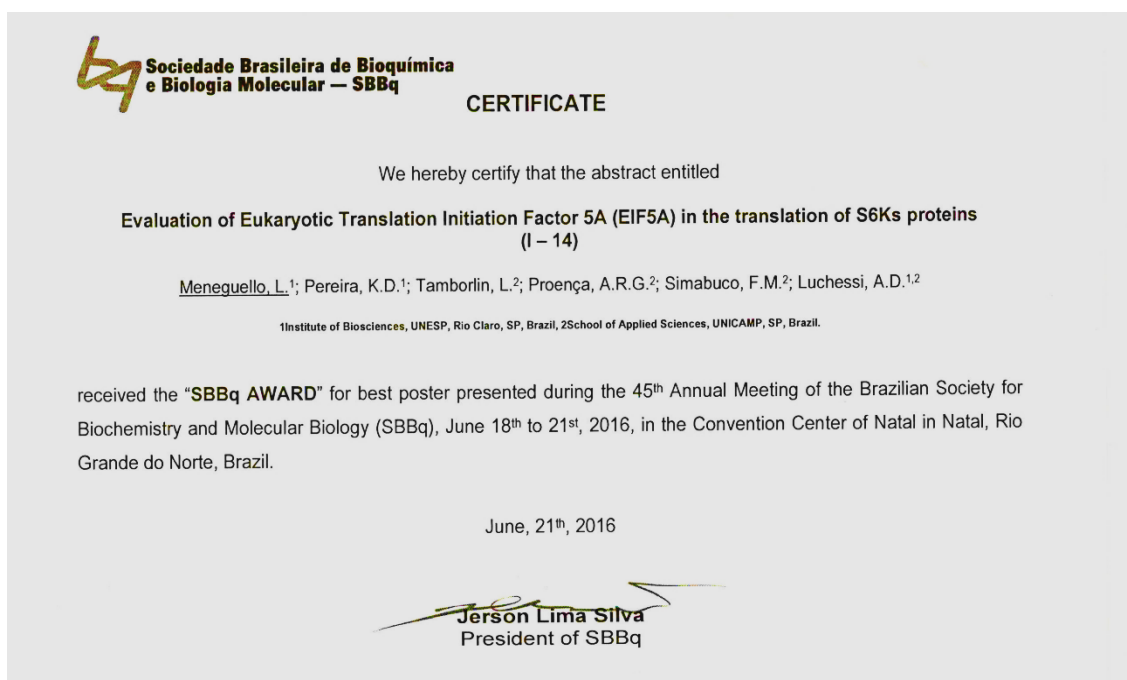 Sociedade Brasileira de Bioquímica
e Biologia Molecular — SBBq
CERTIFICATE
We hereby certify that the abstract entitled
Evaluation of Eukaryotic Translation Initiation Factor 5A (EIF5A) in the translation of S6Ks proteins
(I – 14)
Meneguello, L.¹; Pereira, K.D.¹; Tamborlin, L.²; Proença, A.R.G.²; Simabuco, F.M.²; Luchessi, A.D.¹,²
1Institute of Biosciences, UNESP, Rio Claro, SP, Brazil, 2School of Applied Sciences, UNICAMP, SP, Brazil.
received the “SBBq AWARD” for best poster presented during the 45th Annual Meeting of the Brazilian Society for
Biochemistry and Molecular Biology (SBBq), June 18th to 21st, 2016, in the Convention Center of Natal in Natal, Rio
Grande do Norte, Brazil.
June, 21th, 2016
Jerson Lima Silva
President of SBBq